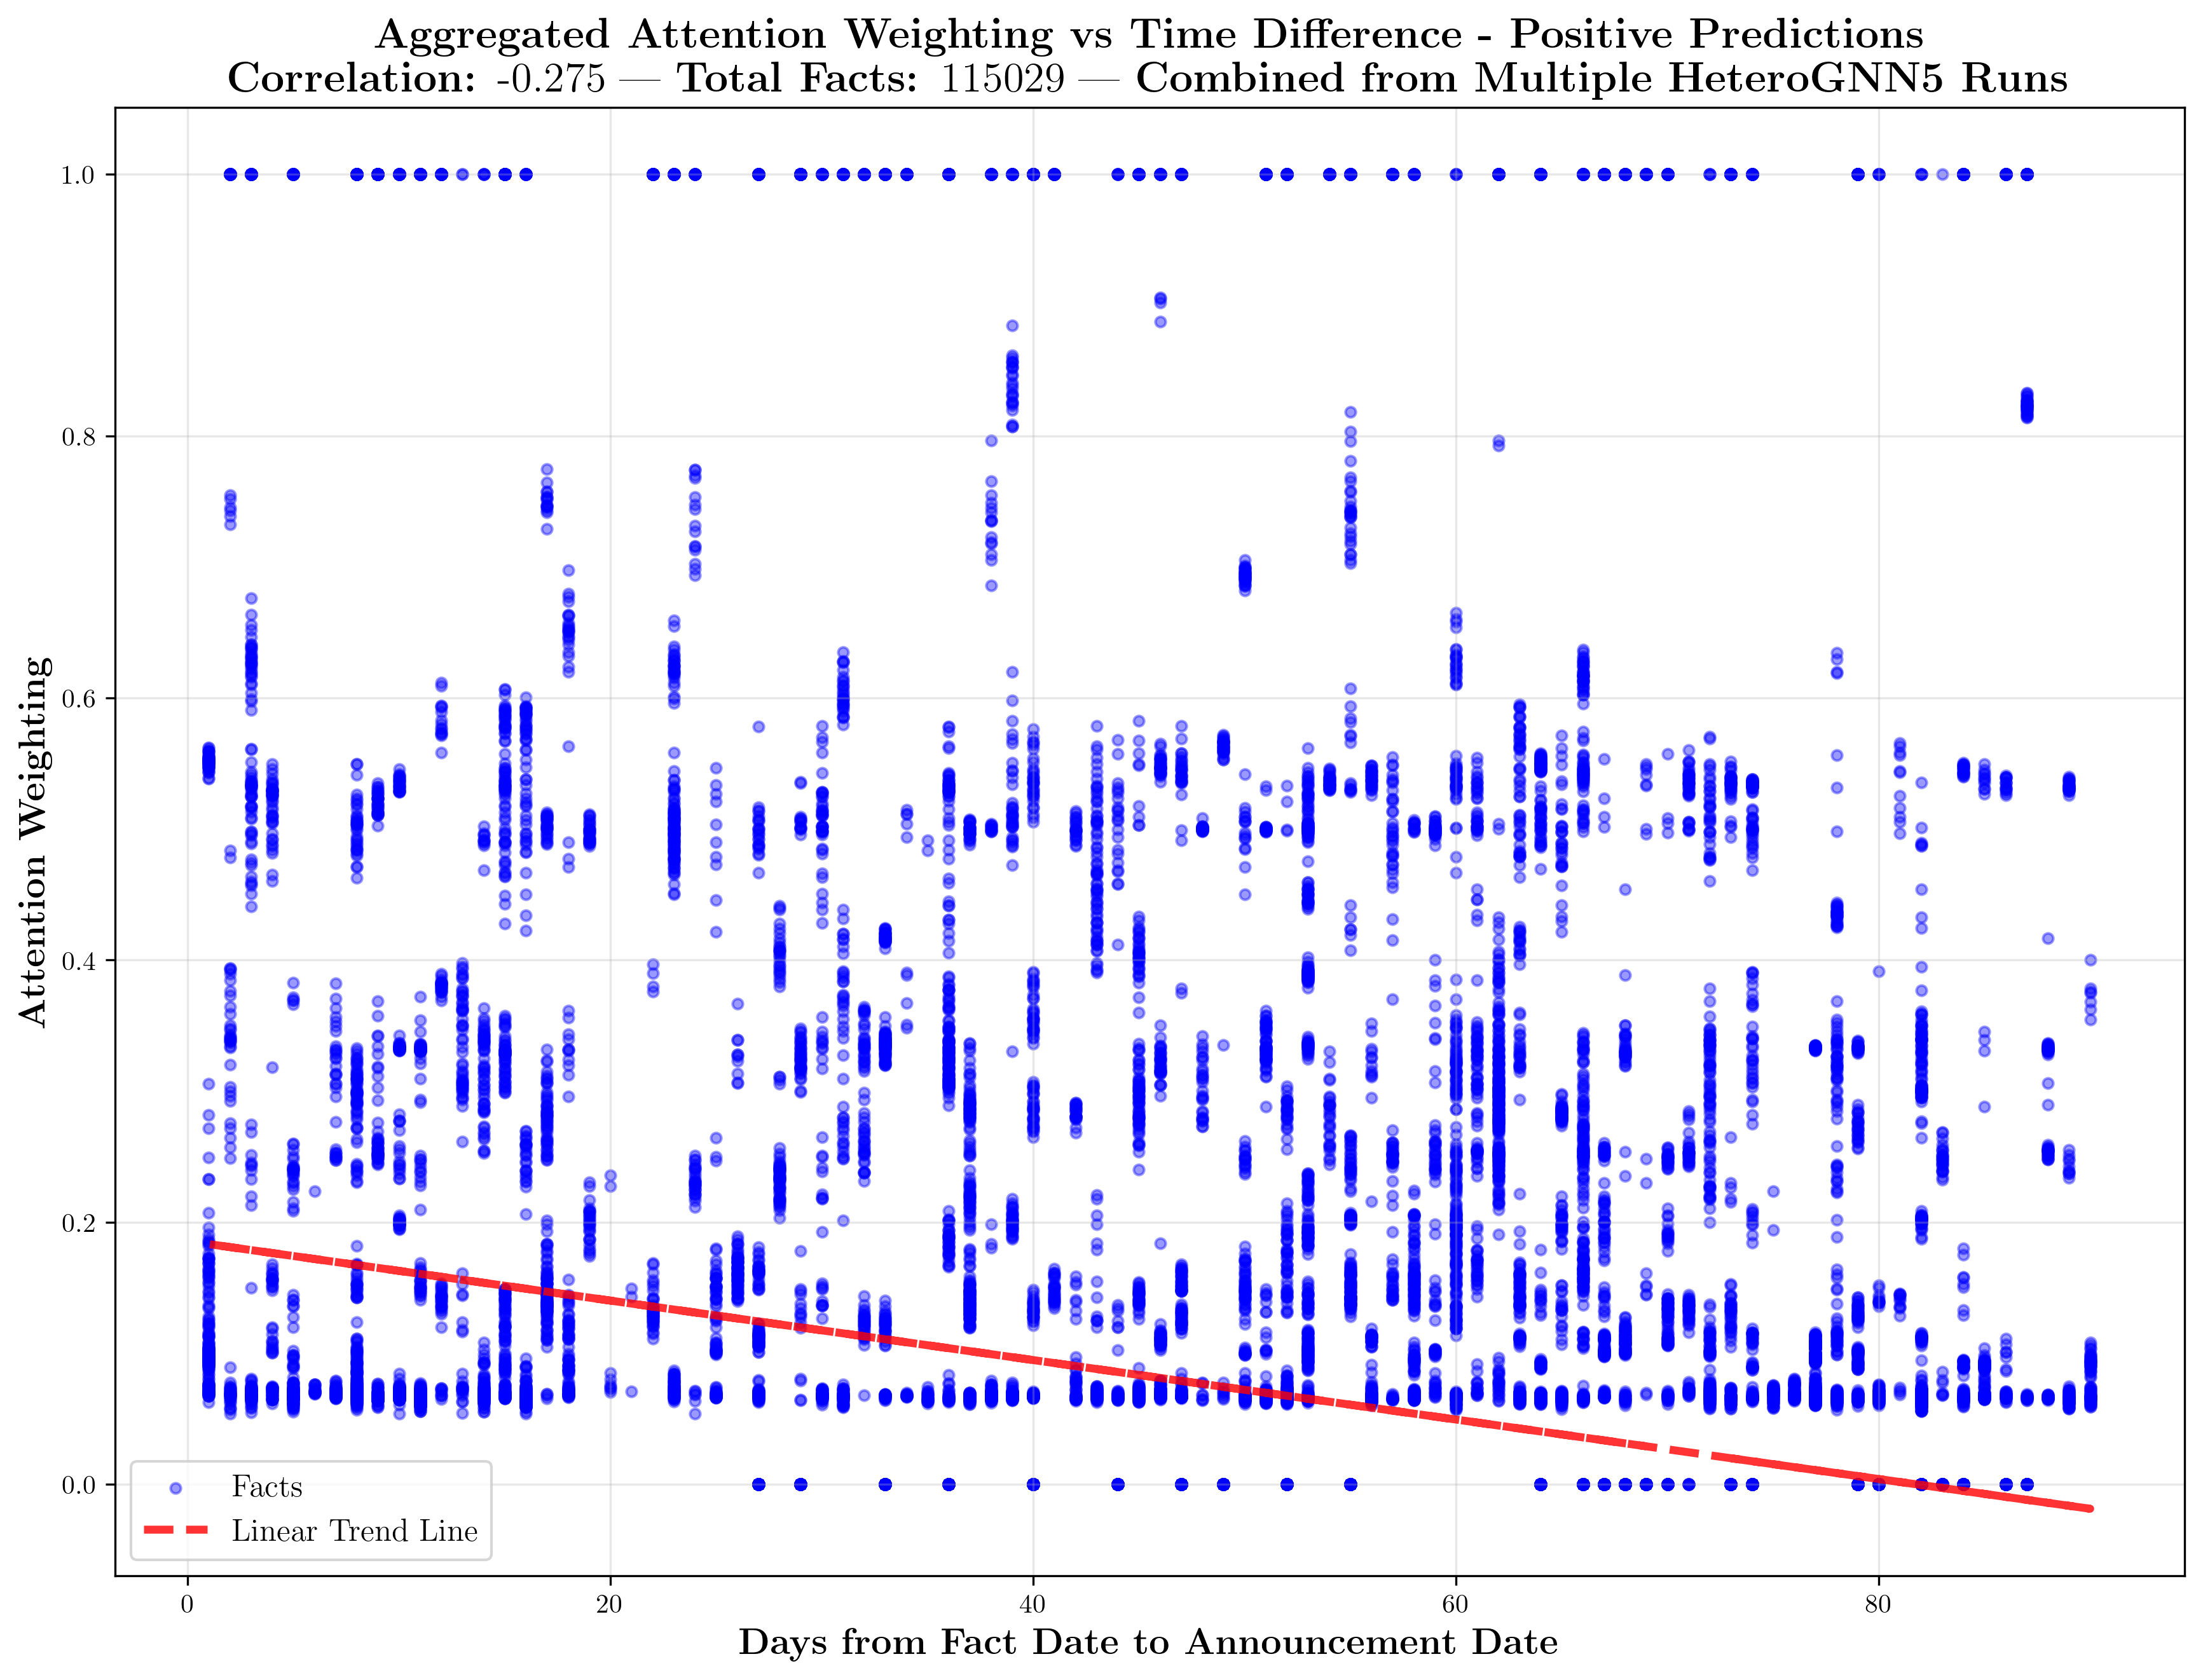 Aggregated Attention Weighting vs Time Difference - Positive Predictions
Correlation: -0.275 — Total Facts: 115029 — Combined from Multiple HeteroGNN5 Runs
1.0
0.8
0.6
0.4
0.2
0.0
Attention Weighting
Facts
Linear Trend Line
0
20
40
60
80
Days from Fact Date to Announcement Date